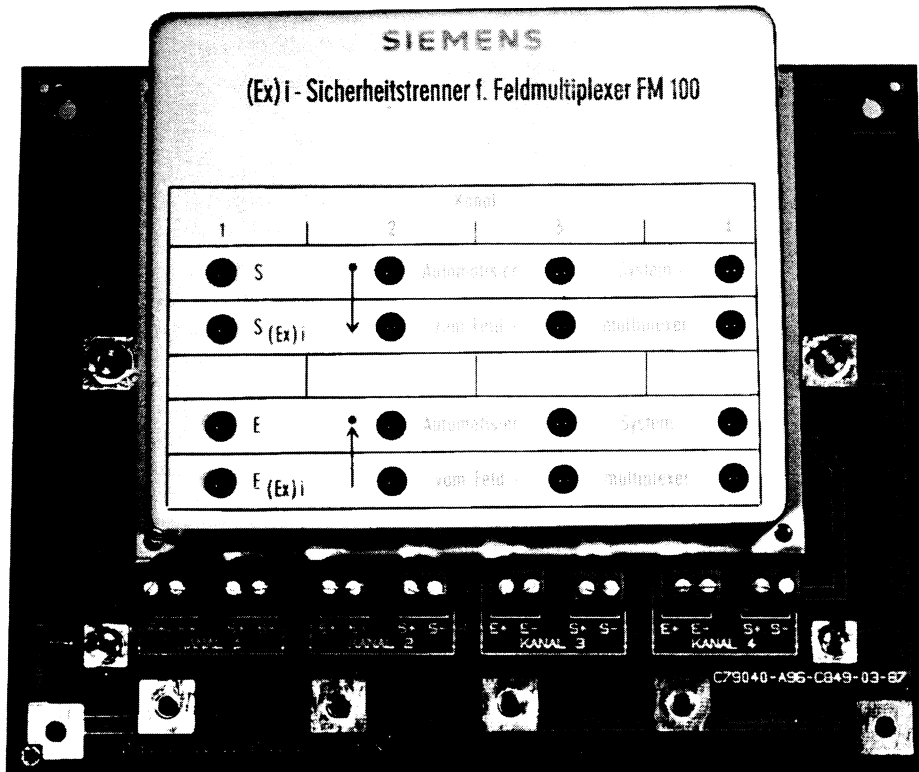 SIEMENS
(Ex) i - Sicherheitstrenner f. Feldmultiplexer FM 100
Kanal
1 2 3 4
S Automatisier System
S (Ex) i zum Feld - multiplexer
E Automatisier System
E (Ex) i vom Feld - multiplexer
S+ S- E+ E- S+ S- E+ E- S+ S-
KANAL 2 KANAL 3 KANAL 4
C79040-A96-C849-03-87